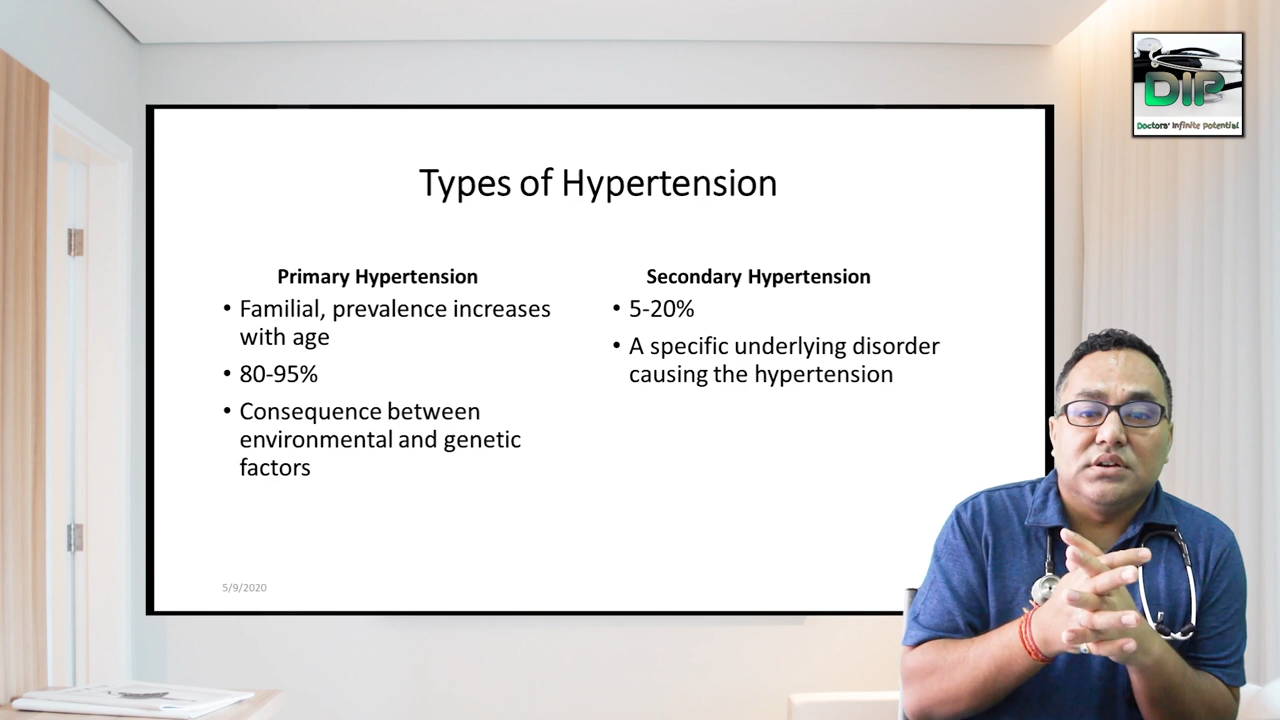 DIP
Doctors' Infinite Potential
Types of Hypertension
Primary Hypertension
• Familial, prevalence increases
with age
• 80-95%
• Consequence between
environmental and genetic
factors
Secondary Hypertension
• 5-20%
• A specific underlying disorder
causing the hypertension
5/9/2020